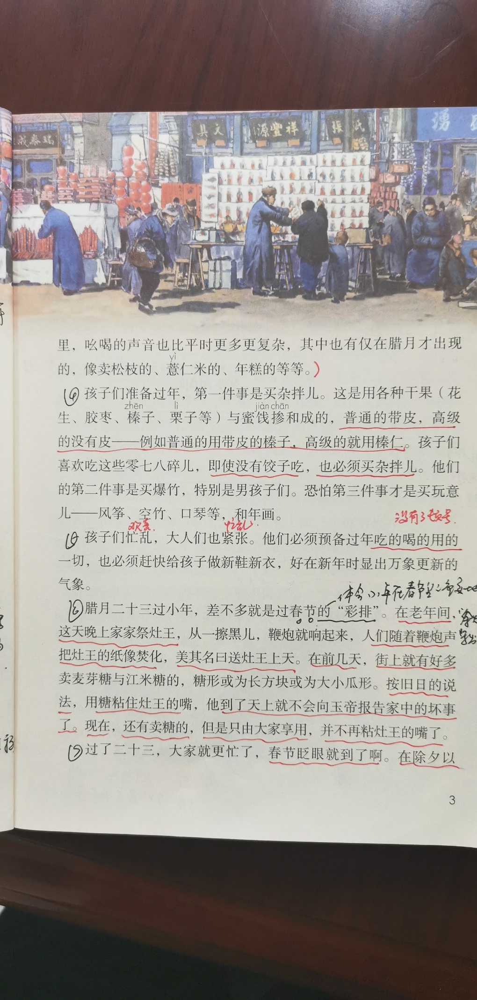 瑞泰成
文具
祥豐源
張氏
湧
里，吆喝的声音也比平时更多更复杂，其中也有仅在腊月才出现
yì
的，像卖松枝的、薏仁米的、年糕的等等。）
④ 孩子们准备过年，第一件事是买杂拌儿。这是用各种干果（花
zhēn lì jiàn chān
生、胶枣、榛子、栗子等）与蜜饯掺和成的，普通的带皮，高级
的没有皮——例如普通的用带皮的榛子，高级的就用榛仁。孩子们
喜欢吃这些零七八碎儿，即使没有饺子吃，也必须买杂拌儿。他们
的第二件事是买爆竹，特别是男孩子们。恐怕第三件事才是买玩意
儿——风筝、空竹、口琴等，和年画。
欢喜. 忙乱. 没有了顿号.
⑤ 孩子们忙乱，大人们也紧张。他们必须预备过年吃的喝的用的
一切，也必须赶快给孩子做新鞋新衣，好在新年时显出万象更新的
气象。
体会小年在春节
⑥ 腊月二十三过小年，差不多就是过春节的“彩排”。在老年间，
这天晚上家家祭灶王，从一擦黑儿，鞭炮就响起来，人们随着鞭炮声
把灶王的纸像焚化，美其名曰送灶王上天。在前几天，街上就有好多
卖麦芽糖与江米糖的，糖形或为长方块或为大小瓜形。按旧日的说
法，用糖粘住灶王的嘴，他到了天上就不会向玉帝报告家中的坏事
了。现在，还有卖糖的，但是只由大家享用，并不再粘灶王的嘴了。
⑦ 过了二十三，大家就更忙了，春节眨眼就到了啊。在除夕以
3